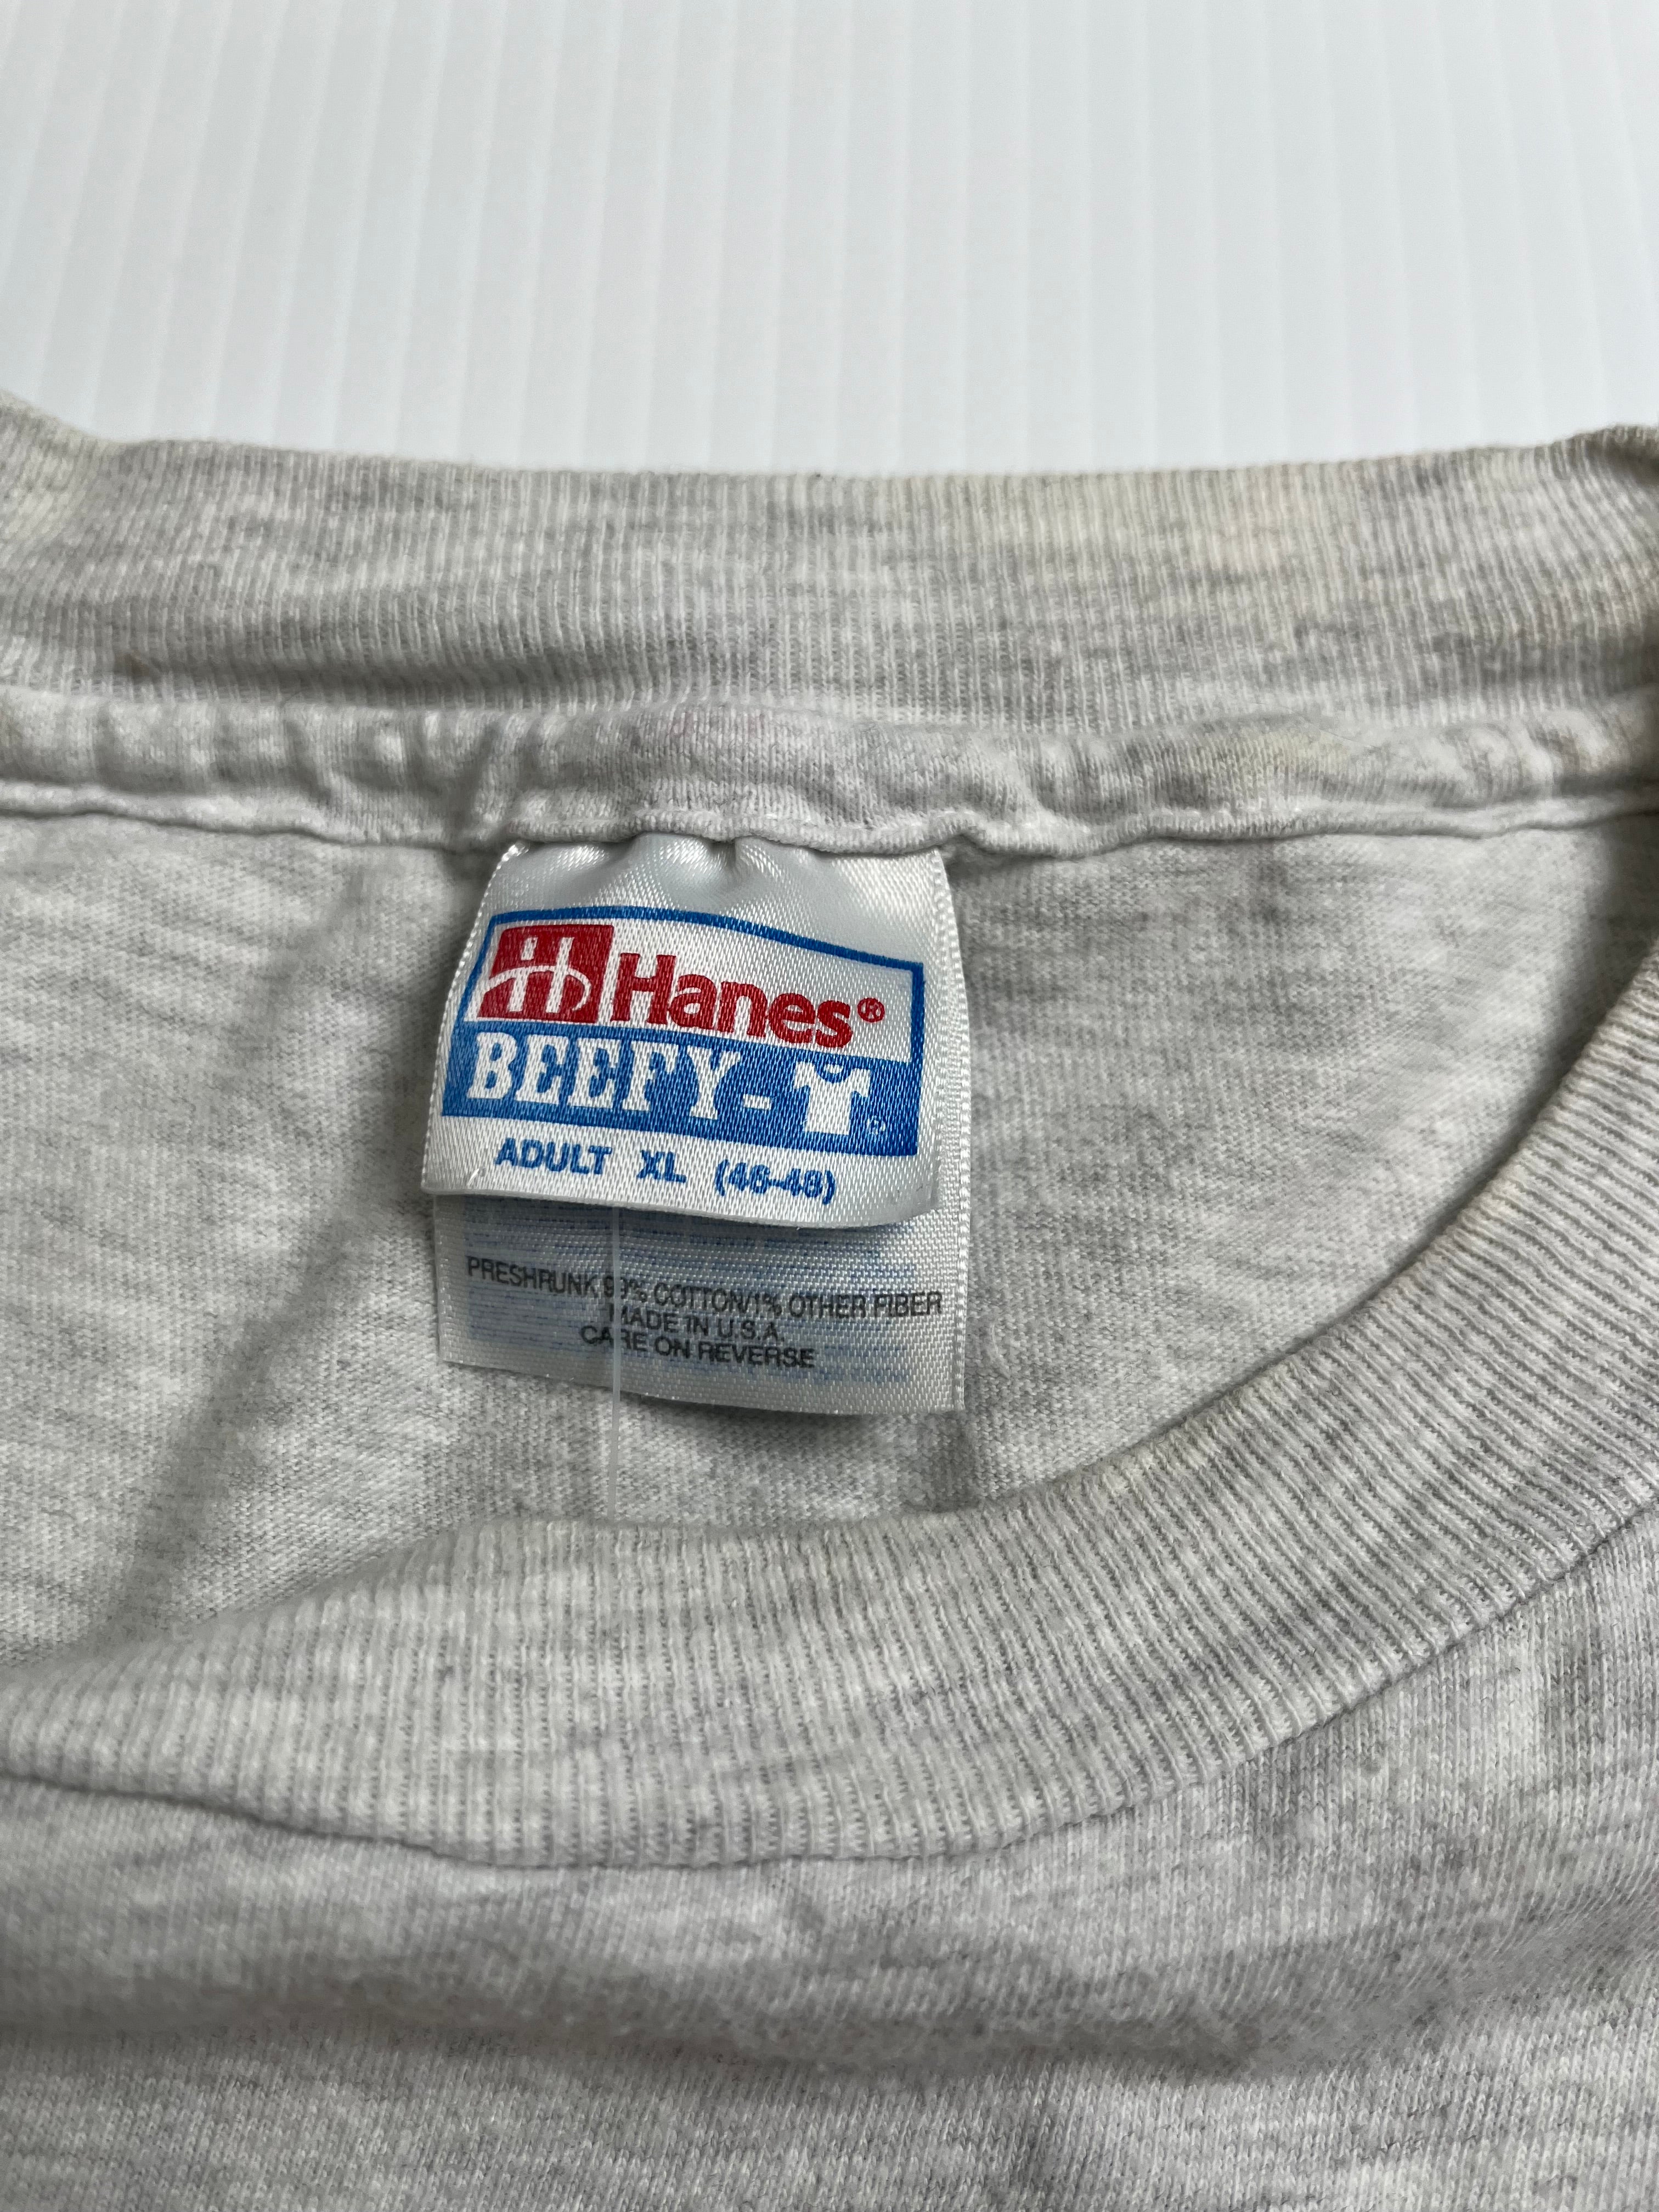 Hanes®
BEEFY-T®
ADULT XL (46-48)
PRESHRUNK 99% COTTON/1% OTHER FIBER
MADE IN U.S.A.
CARE ON REVERSE